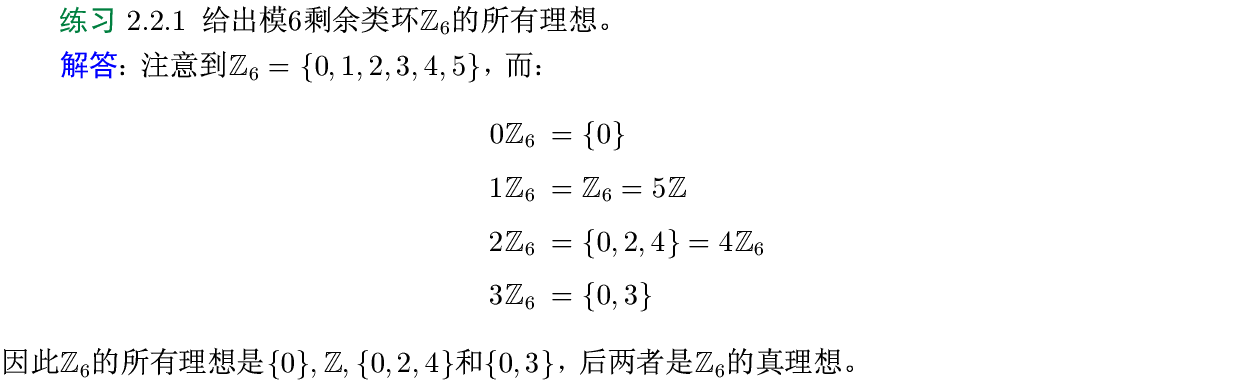 练习 2.2.1 给出模6剩余类环ℤ₆的所有理想。
解答：注意到ℤ₆ = {0, 1, 2, 3, 4, 5}，而：
0ℤ₆ = {0}
1ℤ₆ = ℤ₆ = 5ℤ
2ℤ₆ = {0, 2, 4} = 4ℤ₆
3ℤ₆ = {0, 3}
因此ℤ₆的所有理想是{0}, ℤ, {0, 2, 4}和{0, 3}，后两者是ℤ₆的真理想。